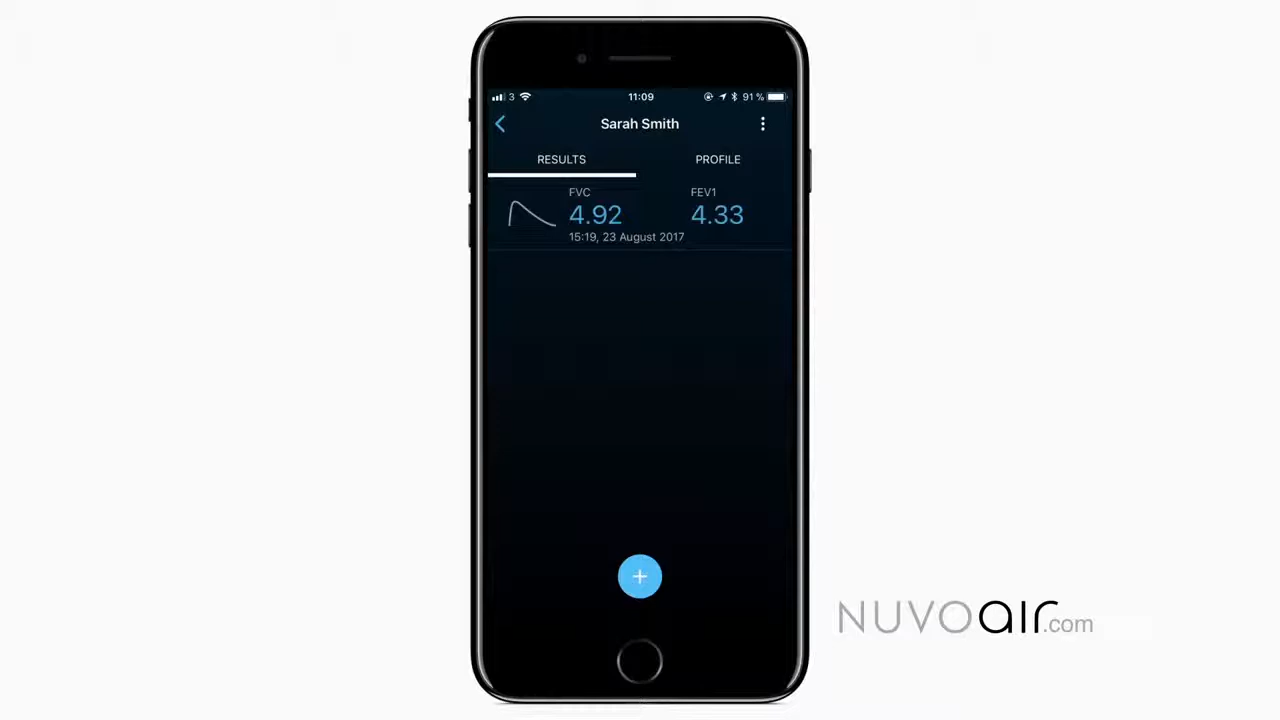 3 11:09 91 %
Sarah Smith
RESULTS PROFILE
FVC FEV1
4.92 4.33
15:19, 23 August 2017
+
NUVOair.com